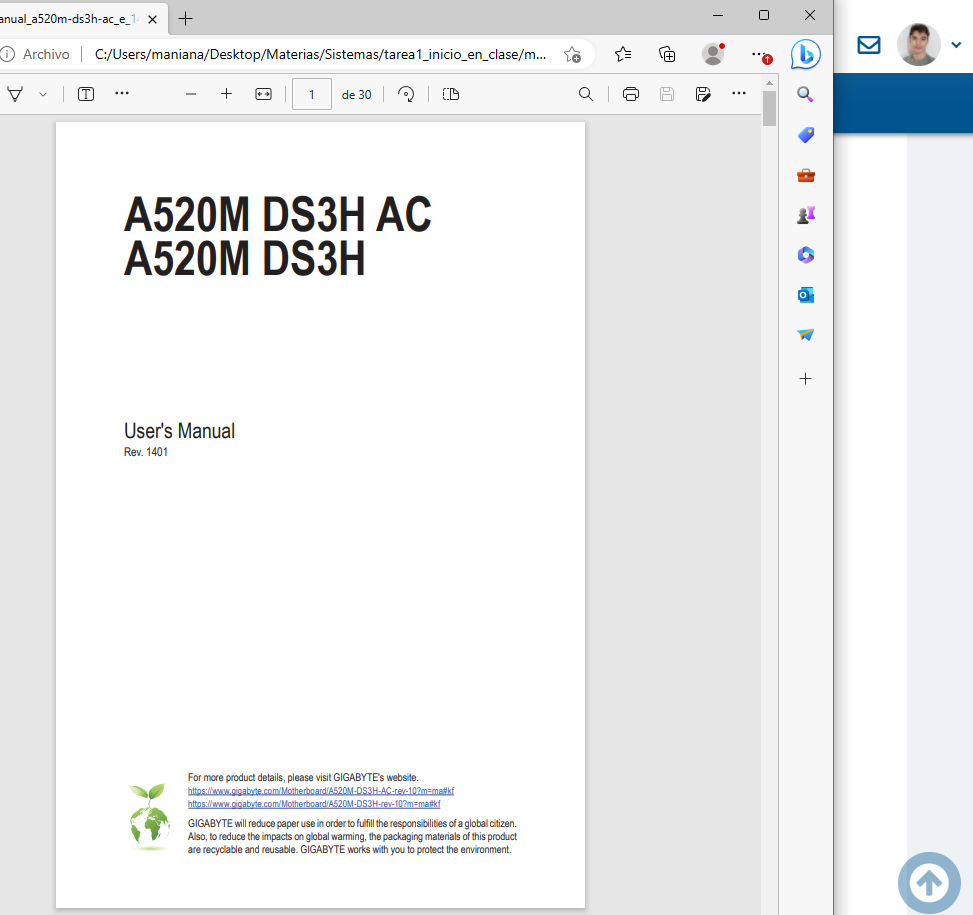 anual_a520m-ds3h-ac_e_14
Archivo
C:/Users/maniana/Desktop/Materias/Sistemas/tarea1_inicio_en_clase/m...
1 de 30
A520M DS3H AC
A520M DS3H
User's Manual
Rev. 1401
For more product details, please visit GIGABYTE's website.
https://www.gigabyte.com/Motherboard/A520M-DS3H-AC-rev-10?m=ma#kf
https://www.gigabyte.com/Motherboard/A520M-DS3H-rev-10?m=ma#kf
GIGABYTE will reduce paper use in order to fulfill the responsibilities of a global citizen.
Also, to reduce the impacts on global warming, the packaging materials of this product
are recyclable and reusable. GIGABYTE works with you to protect the environment.